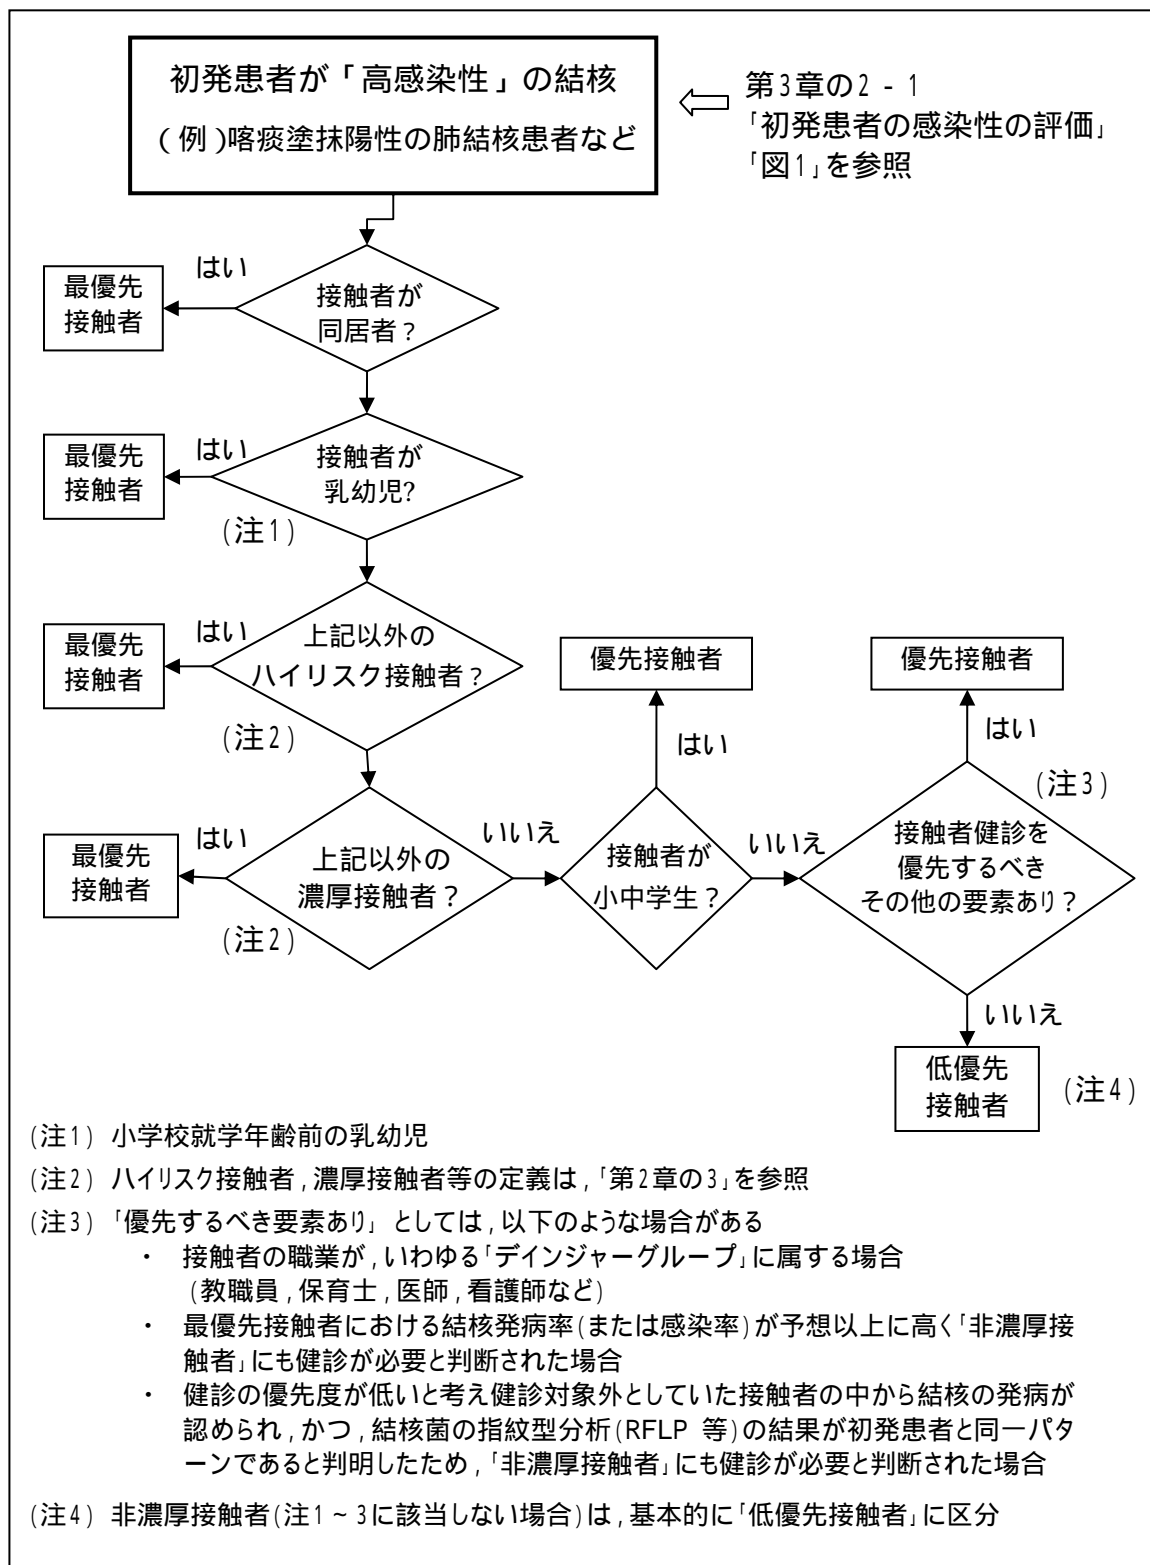 初発患者が「高感染性」の結核
(例)喀痰塗抹陽性の肺結核患者など
第3章の2-1
「初発患者の感染性の評価」
「図1」を参照
はい
最優先
接触者
接触者が
同居者?
はい
最優先
接触者
接触者が
乳幼児?
(注1)
はい
最優先
接触者
上記以外の
ハイリスク接触者?
(注2)
優先接触者
はい
優先接触者
はい
(注3)
はい
最優先
接触者
上記以外の
濃厚接触者?
(注2)
いいえ
接触者が
小中学生?
いいえ
接触者健診を
優先するべき
その他の要素あり?
いいえ
低優先
接触者
(注4)
(注1) 小学校就学年齢前の乳幼児
(注2) ハイリスク接触者,濃厚接触者等の定義は,「第2章の3」を参照
(注3) 「優先するべき要素あり」としては,以下のような場合がある
・ 接触者の職業が,いわゆる「デインジャーグループ」に属する場合
(教職員,保育士,医師,看護師など)
・ 最優先接触者における結核発病率(または感染率)が予想以上に高く「非濃厚接
触者」にも健診が必要と判断された場合
・ 健診の優先度が低いと考え健診対象外としていた接触者の中から結核の発病が
認められ,かつ,結核菌の指紋型分析(RFLP 等)の結果が初発患者と同一パタ
ーンであると判明したため,「非濃厚接触者」にも健診が必要と判断された場合
(注4) 非濃厚接触者(注1~3に該当しない場合)は,基本的に「低優先接触者」に区分